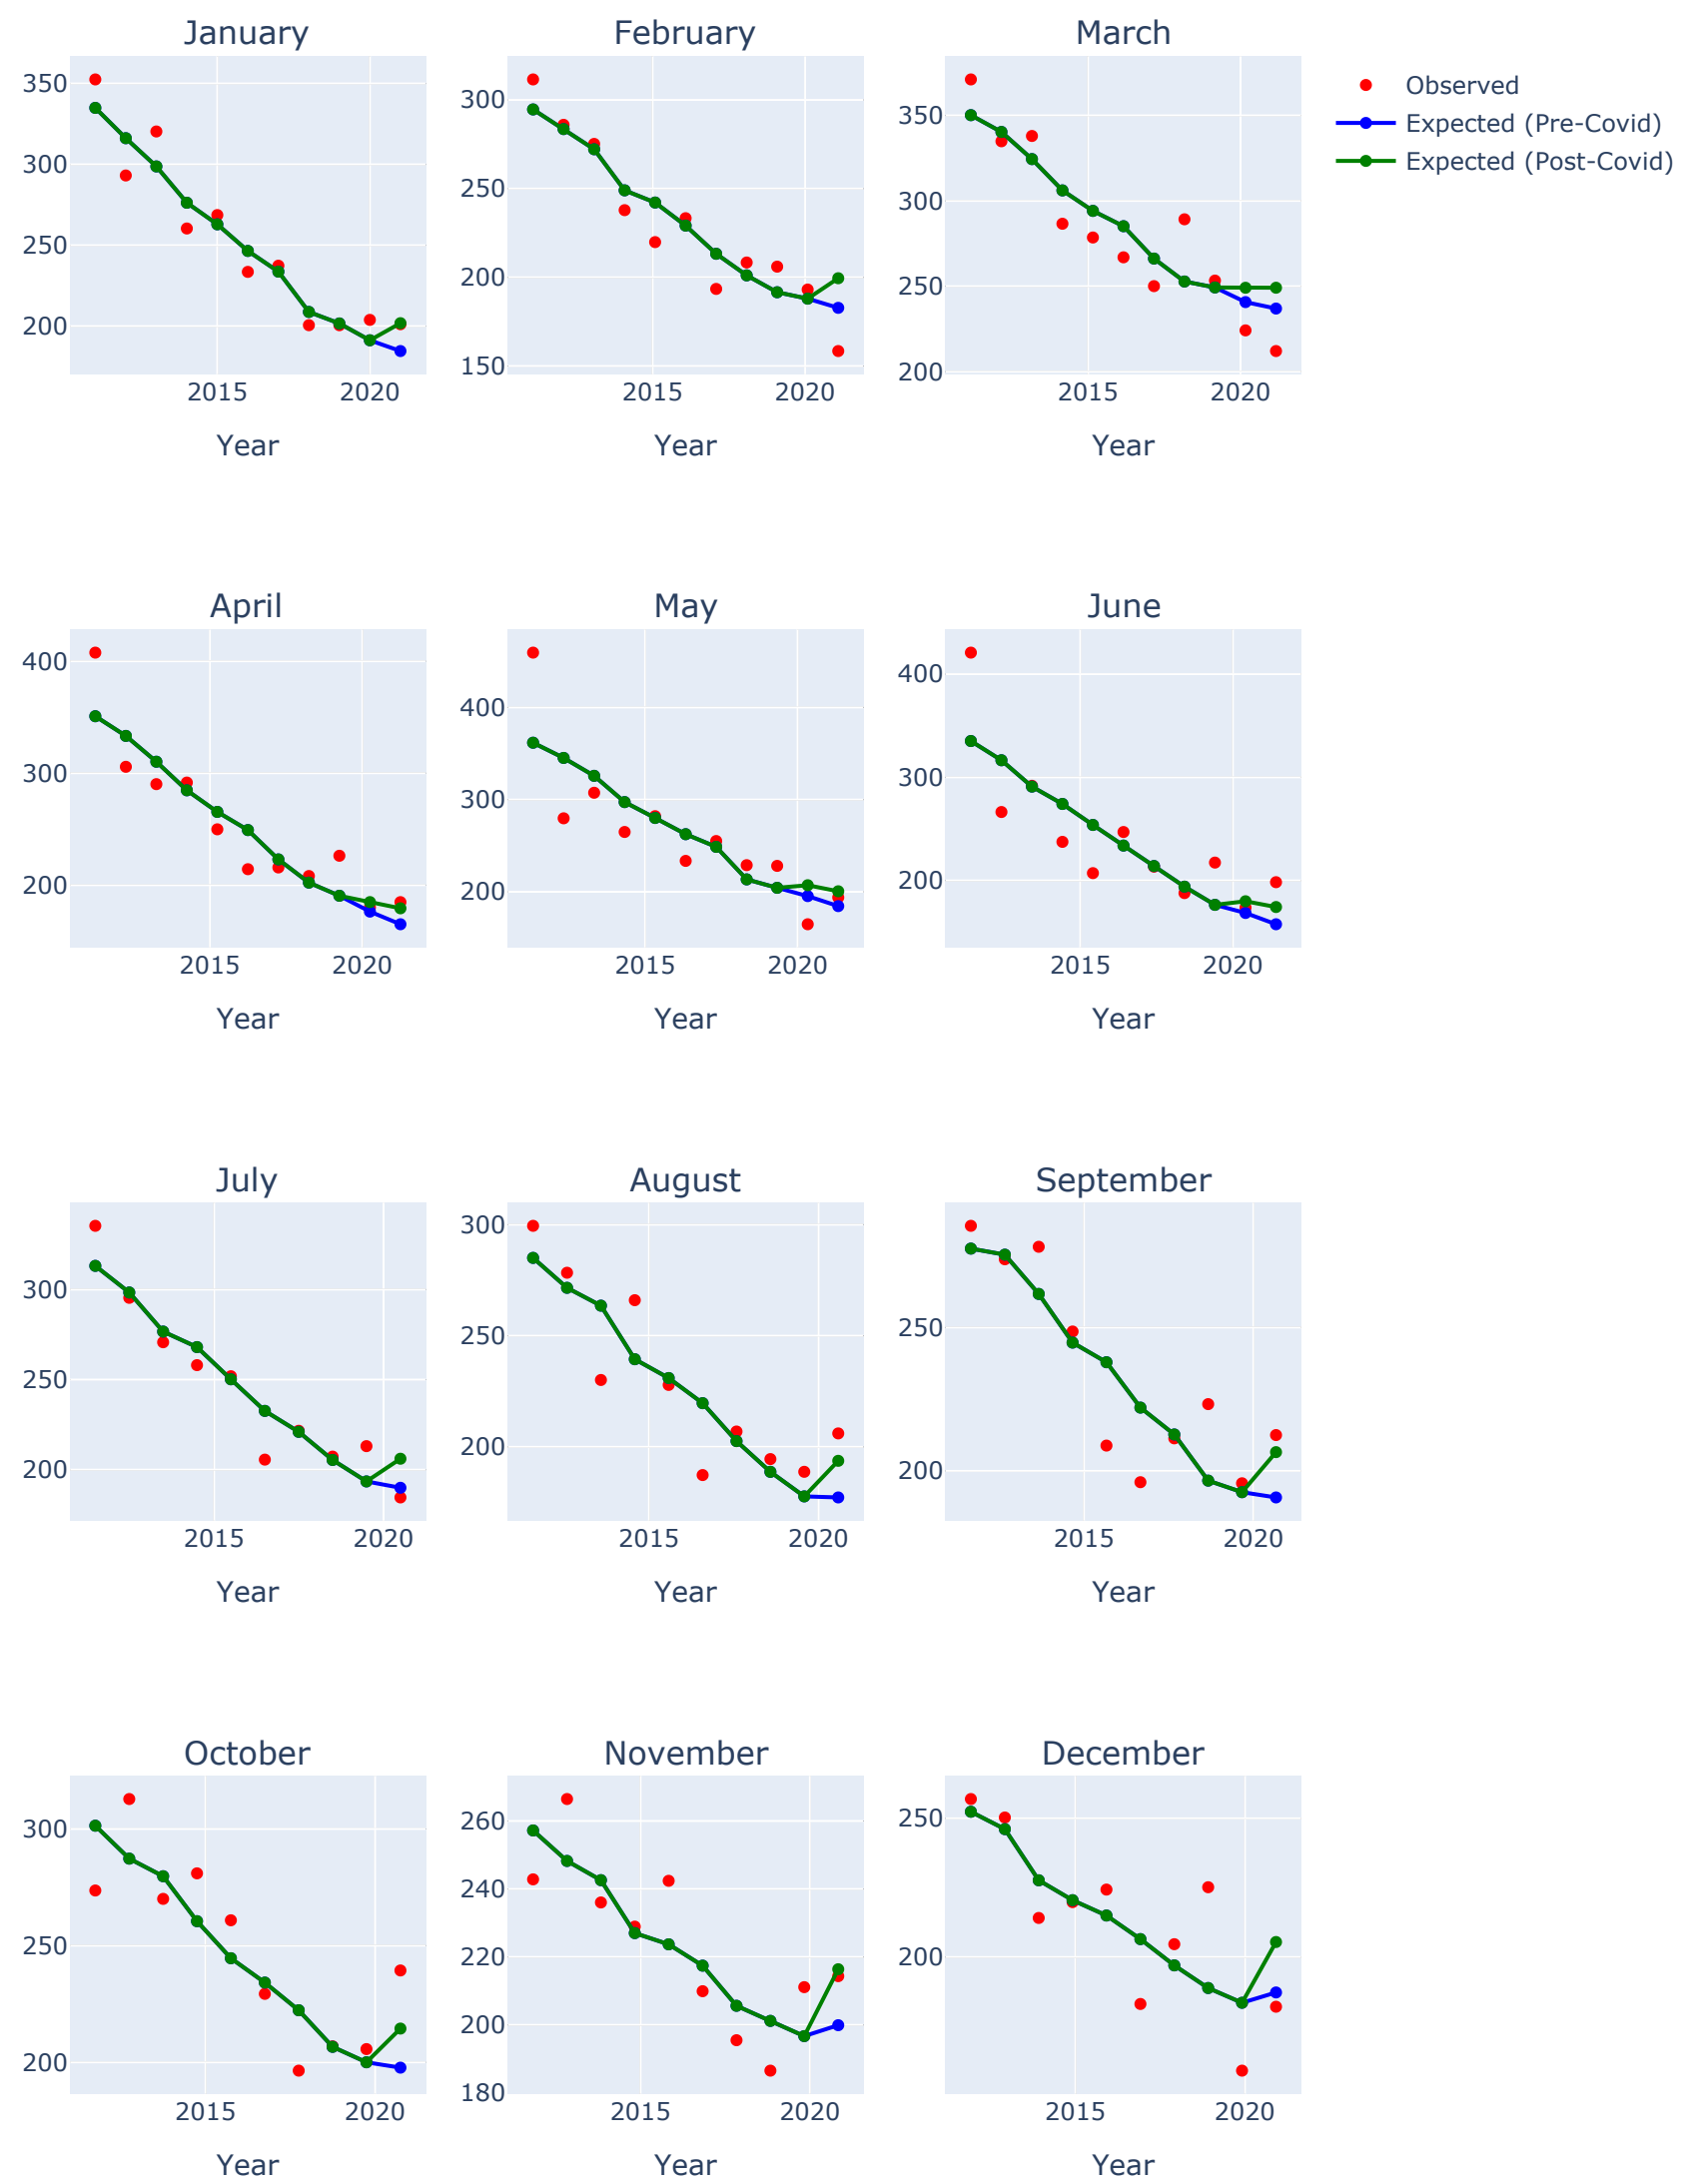 January
February
March
350
300
250
200
2015
2020
Year
300
250
200
150
2015
2020
Year
350
300
250
200
2015
2020
Year
Observed
Expected (Pre-Covid)
Expected (Post-Covid)
April
May
June
400
300
200
2015
2020
Year
400
300
200
2015
2020
Year
400
300
200
2015
2020
Year
July
August
September
300
250
200
2015
2020
Year
300
250
200
2015
2020
Year
250
200
2015
2020
Year
October
November
December
300
250
200
2015
2020
Year
260
240
220
200
180
2015
2020
Year
250
200
2015
2020
Year